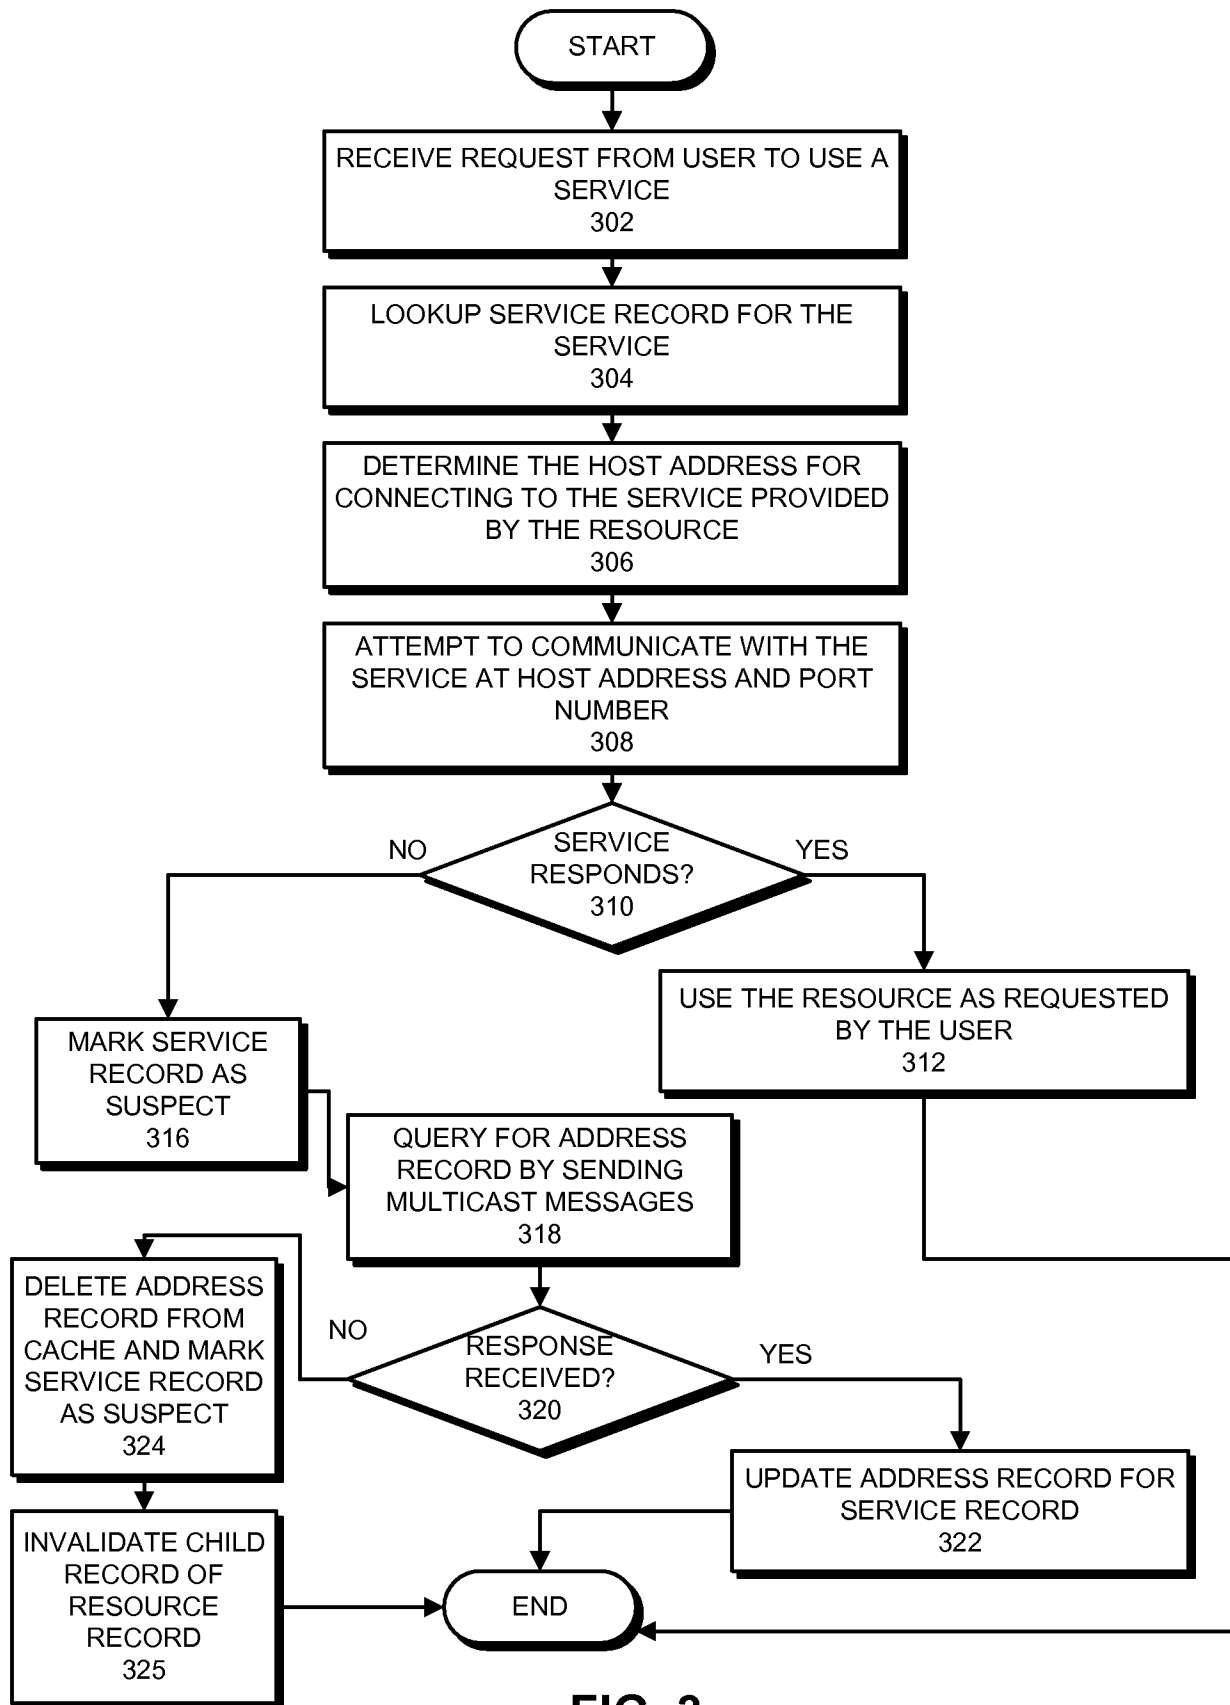 START
RECEIVE REQUEST FROM USER TO USE A
SERVICE
302
LOOKUP SERVICE RECORD FOR THE
SERVICE
304
DETERMINE THE HOST ADDRESS FOR
CONNECTING TO THE SERVICE PROVIDED
BY THE RESOURCE
306
ATTEMPT TO COMMUNICATE WITH THE
SERVICE AT HOST ADDRESS AND PORT
NUMBER
308
NO
SERVICE
RESPONDS?
310
YES
USE THE RESOURCE AS REQUESTED
BY THE USER
312
MARK SERVICE
RECORD AS
SUSPECT
316
QUERY FOR ADDRESS
RECORD BY SENDING
MULTICAST MESSAGES
318
DELETE ADDRESS
RECORD FROM
CACHE AND MARK
SERVICE RECORD
AS SUSPECT
324
NO
RESPONSE
RECEIVED?
320
YES
UPDATE ADDRESS RECORD FOR
SERVICE RECORD
322
INVALIDATE CHILD
RECORD OF
RESOURCE
RECORD
325
END